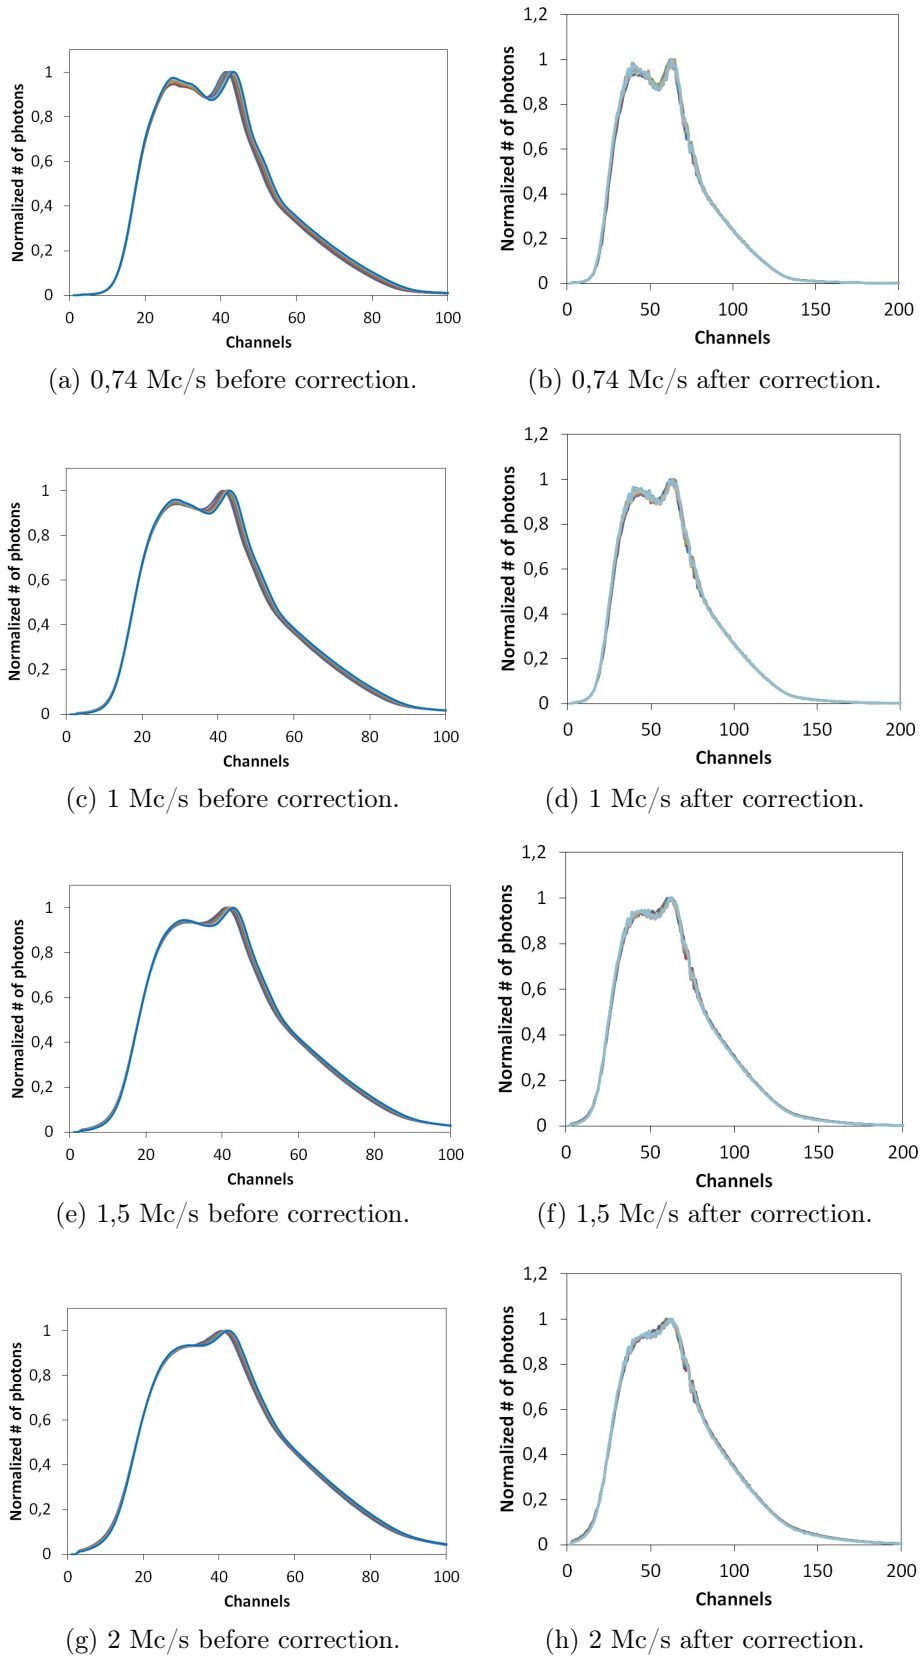 Normalized # of photons
1
0,8
0,6
0,4
0,2
0
0 20 40 60 80 100
Channels
(a) 0,74 Mc/s before correction.
Normalized # of photons
1,2
1
0,8
0,6
0,4
0,2
0
0 50 100 150 200
Channels
(b) 0,74 Mc/s after correction.
Normalized # of photons
1
0,8
0,6
0,4
0,2
0
0 20 40 60 80 100
Channels
(c) 1 Mc/s before correction.
Normalized # of photons
1,2
1
0,8
0,6
0,4
0,2
0
0 50 100 150 200
Channels
(d) 1 Mc/s after correction.
Normalized # of photons
1
0,8
0,6
0,4
0,2
0
0 20 40 60 80 100
Channels
(e) 1,5 Mc/s before correction.
Normalized # of photons
1,2
1
0,8
0,6
0,4
0,2
0
0 50 100 150 200
Channels
(f) 1,5 Mc/s after correction.
Normalized # of photons
1
0,8
0,6
0,4
0,2
0
0 20 40 60 80 100
Channels
(g) 2 Mc/s before correction.
Normalized # of photons
1,2
1
0,8
0,6
0,4
0,2
0
0 50 100 150 200
Channels
(h) 2 Mc/s after correction.